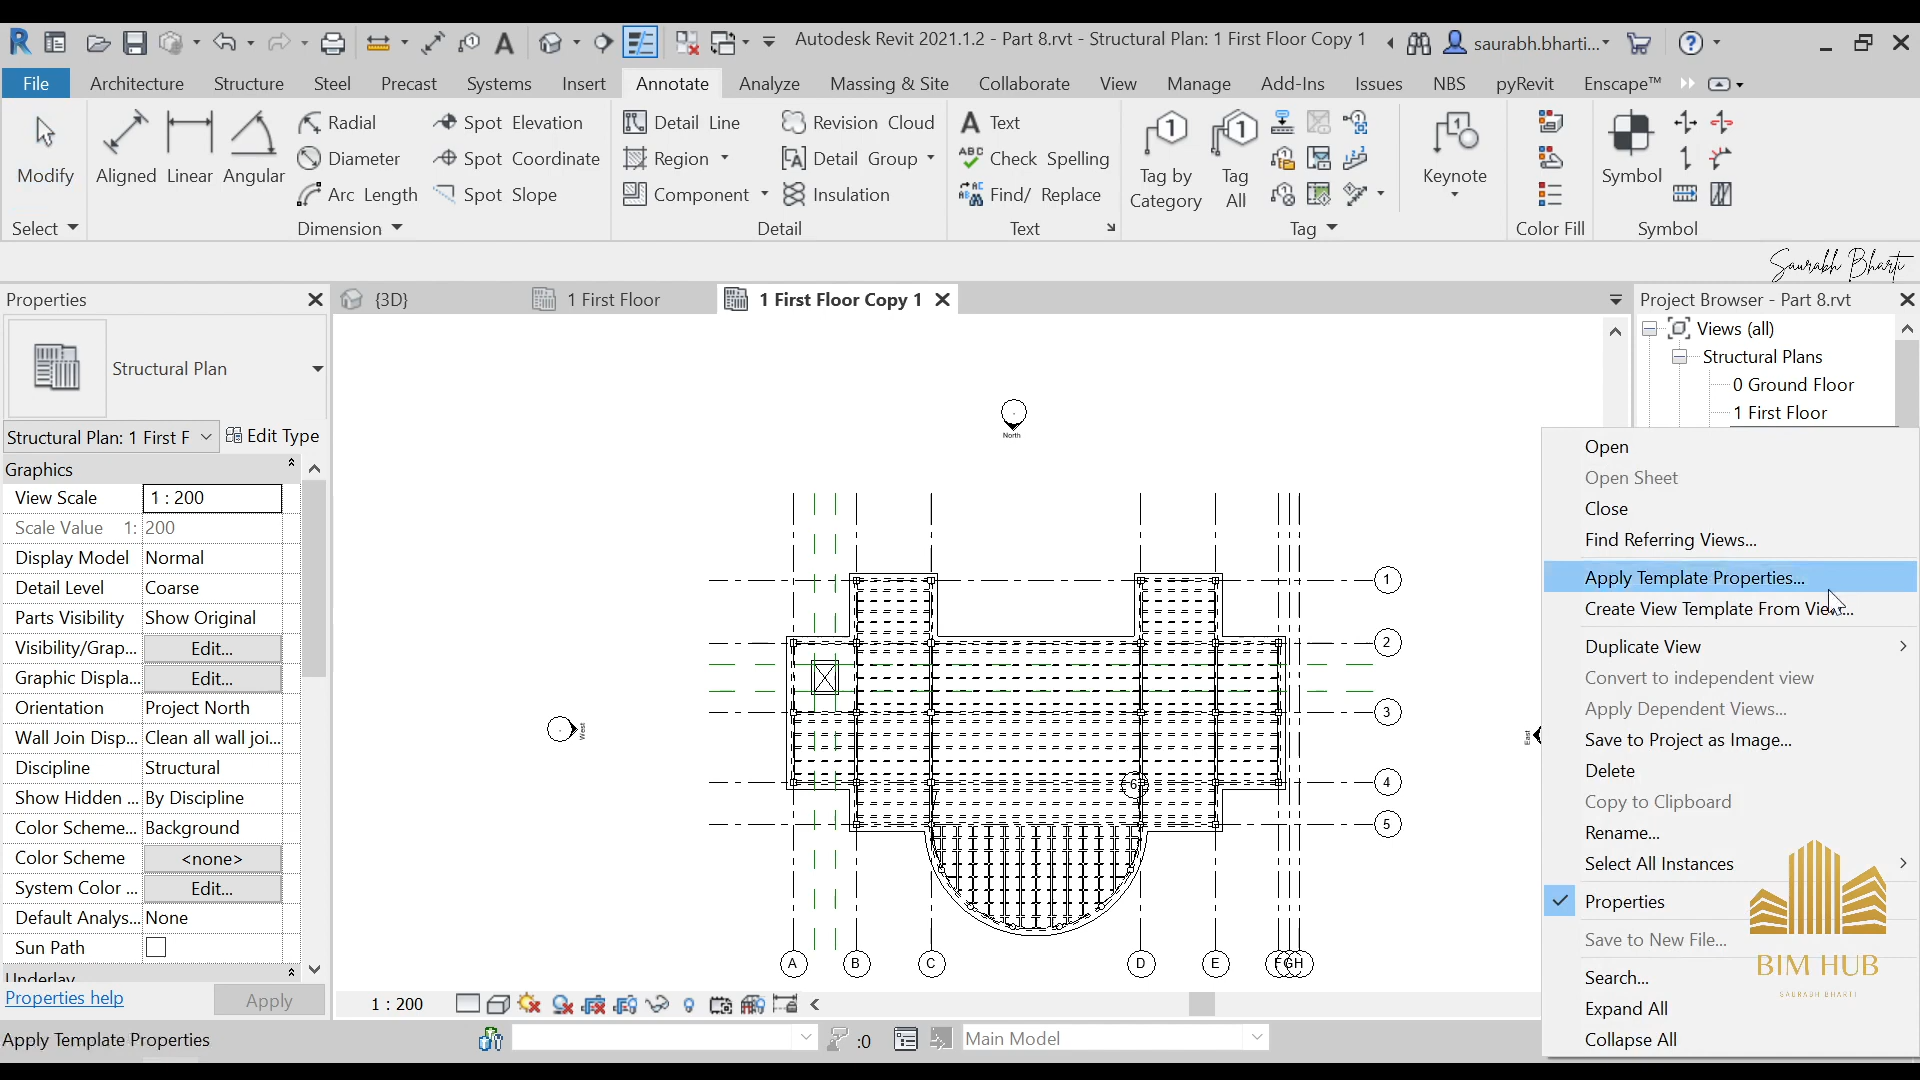 Autodesk Revit 2021.1.2 - Part 8.rvt - Structural Plan: 1 First Floor Copy 1
saurabh.bharti...
File Architecture Structure Steel Precast Systems Insert Annotate Analyze Massing & Site Collaborate View Manage Add-Ins Issues NBS pyRevit Enscape™
Modify
Aligned Linear Angular
Radial
Diameter
Arc Length
Spot Elevation
Spot Coordinate
Spot Slope
Detail Line
Region
Component
Revision Cloud
Detail Group
Insulation
Text
Check Spelling
Find/ Replace
Tag by Category
Tag All
Keynote
Symbol
Select Dimension Detail Text Tag Color Fill Symbol
Saurabh Bharti
Properties
Structural Plan
Structural Plan: 1 First F
Edit Type
Graphics
View Scale 1 : 200
Scale Value 1: 200
Display Model Normal
Detail Level Coarse
Parts Visibility Show Original
Visibility/Grap... Edit...
Graphic Displa... Edit...
Orientation Project North
Wall Join Disp... Clean all wall joi...
Discipline Structural
Show Hidden ... By Discipline
Color Scheme... Background
Color Scheme <none>
System Color ... Edit...
Default Analys... None
Sun Path
Underlay
Properties help Apply
Apply Template Properties
{3D} 1 First Floor 1 First Floor Copy 1
North
West
East
1
2
3
4
5
6
A B C D E F G H
1 : 200
:0
Main Model
Project Browser - Part 8.rvt
Views (all)
Structural Plans
0 Ground Floor
1 First Floor
Open
Open Sheet
Close
Find Referring Views...
Apply Template Properties...
Create View Template From View...
Duplicate View
Convert to independent view
Apply Dependent Views...
Save to Project as Image...
Delete
Copy to Clipboard
Rename...
Select All Instances
Properties
Save to New File...
Search...
Expand All
Collapse All
BIM HUB
SAURABH BHARTI